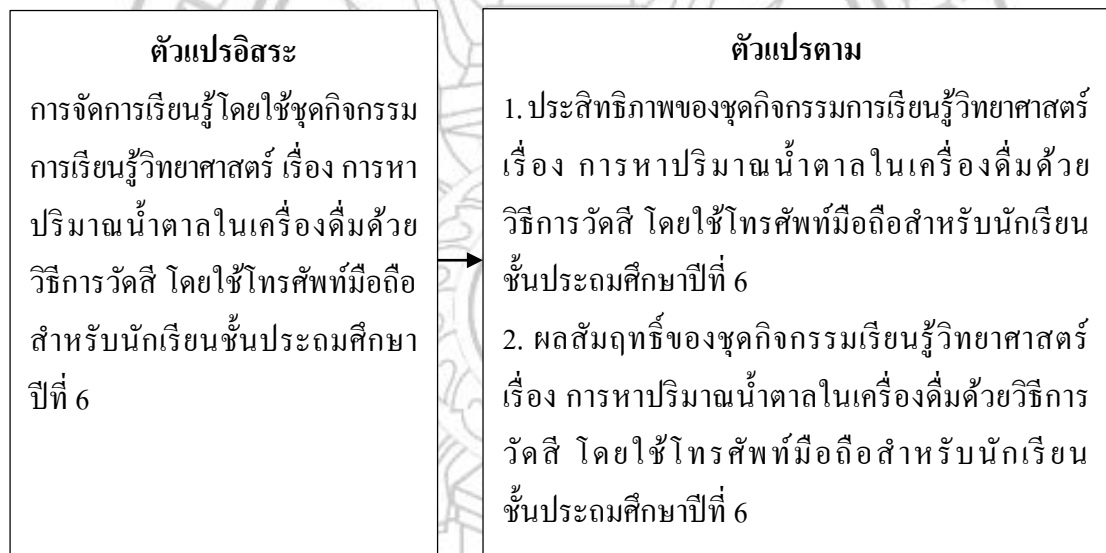 ตัวแปรอิสระ
การจัดการเรียนรู้โดยใช้ชุดกิจกรรม
การเรียนรู้วิทยาศาสตร์ เรื่อง การหา
ปริมาณน้ำตาลในเครื่องดื่มด้วย
วิธีการวัดสี โดยใช้โทรศัพท์มือถือ
สำหรับนักเรียนชั้นประถมศึกษา
ปีที่ 6
ตัวแปรตาม
1. ประสิทธิภาพของชุดกิจกรรมการเรียนรู้วิทยาศาสตร์
เรื่อง การหาปริมาณน้ำตาลในเครื่องดื่มด้วย
วิธีการวัดสี โดยใช้โทรศัพท์มือถือสำหรับนักเรียน
ชั้นประถมศึกษาปีที่ 6
2. ผลสัมฤทธิ์ของชุดกิจกรรมเรียนรู้วิทยาศาสตร์
เรื่อง การหาปริมาณน้ำตาลในเครื่องดื่มด้วยวิธีการ
วัดสี โดยใช้โทรศัพท์มือถือสำหรับนักเรียน
ชั้นประถมศึกษาปีที่ 6